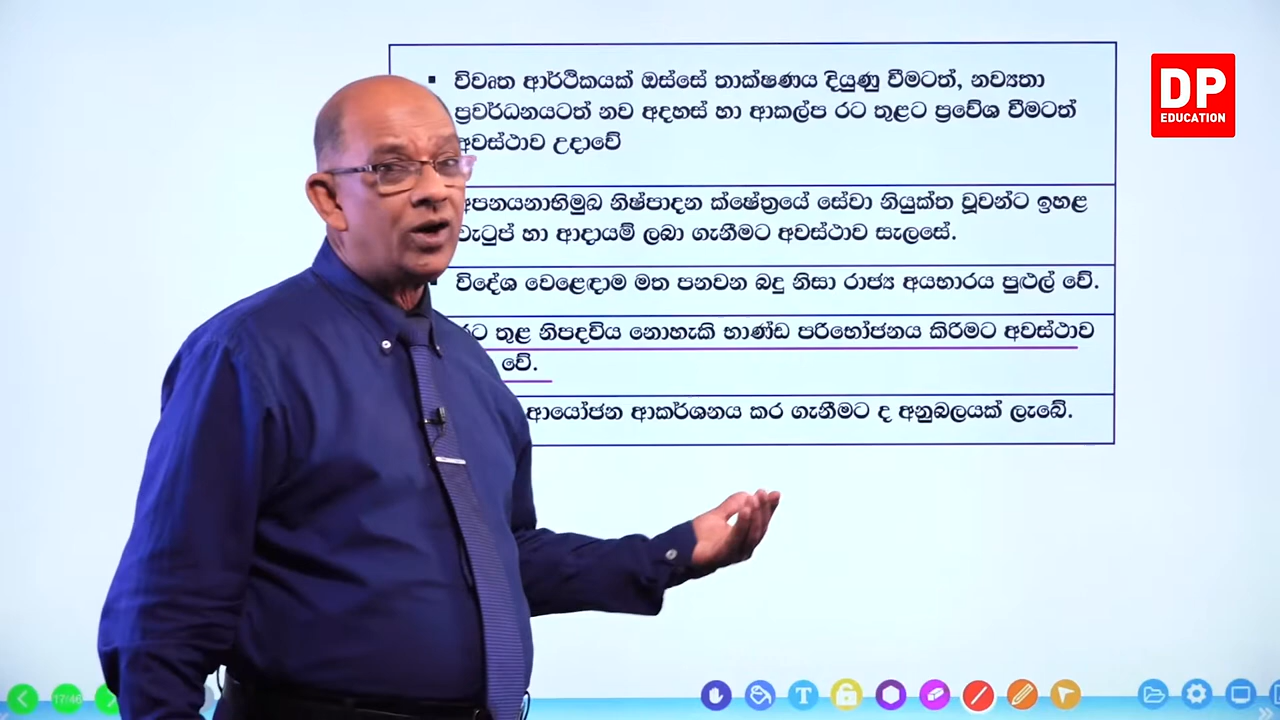 විවෘත ආර්ථිකයක් ඔස්සේ තාක්ෂණය දියුණු වීමටත්, නව්‍යතා
ප්‍රවර්ධනයටත් නව අදහස් හා ආකල්ප රට තුළට ප්‍රවේශ වීමටත්
අවස්ථාව උදාවේ
අපනයනාභිමුඛ නිෂ්පාදන ක්ෂේත්‍රයේ සේවා නියුක්ත වූවන්ට ඉහළ
වැටුප් හා ආදායම් ලබා ගැනීමට අවස්ථාව සැලසේ.
විදේශ වෙළෙඳාම මත පනවන බදු නිසා රාජ්‍ය අයභාරය පුළුල් වේ.
රට තුළ නිපදවිය නොහැකි භාණ්ඩ පරිභෝජනය කිරීමට අවස්ථාව
වේ.
ආයෝජන ආකර්ශනය කර ගැනීමට ද අනුබලයක් ලැබේ.
DP
EDUCATION
17/46